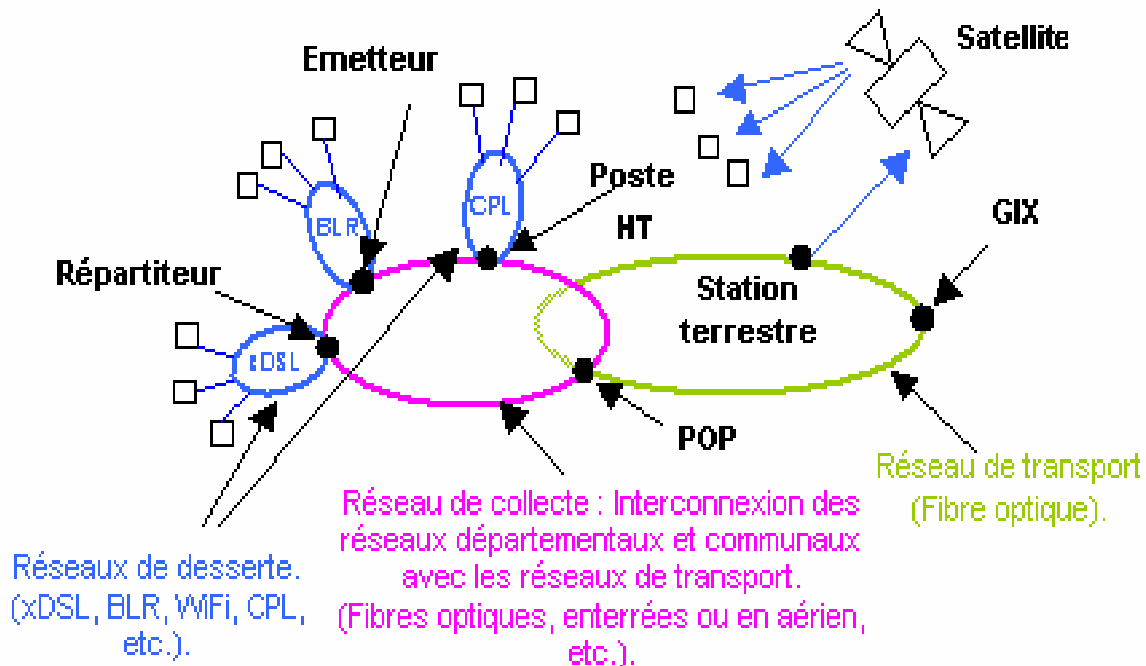 Satellite
Emetteur
CPL
Poste
HT
GIX
BLR
Répartiteur
Station
terrestre
xDSL
POP
Réseau de transport
(Fibre optique).
Réseau de collecte : Interconnexion des
réseaux départementaux et communaux
avec les réseaux de transport.
(Fibres optiques, enterrées ou en aérien,
etc.).
Réseaux de desserte.
(xDSL, BLR, WiFi, CPL,
etc.).